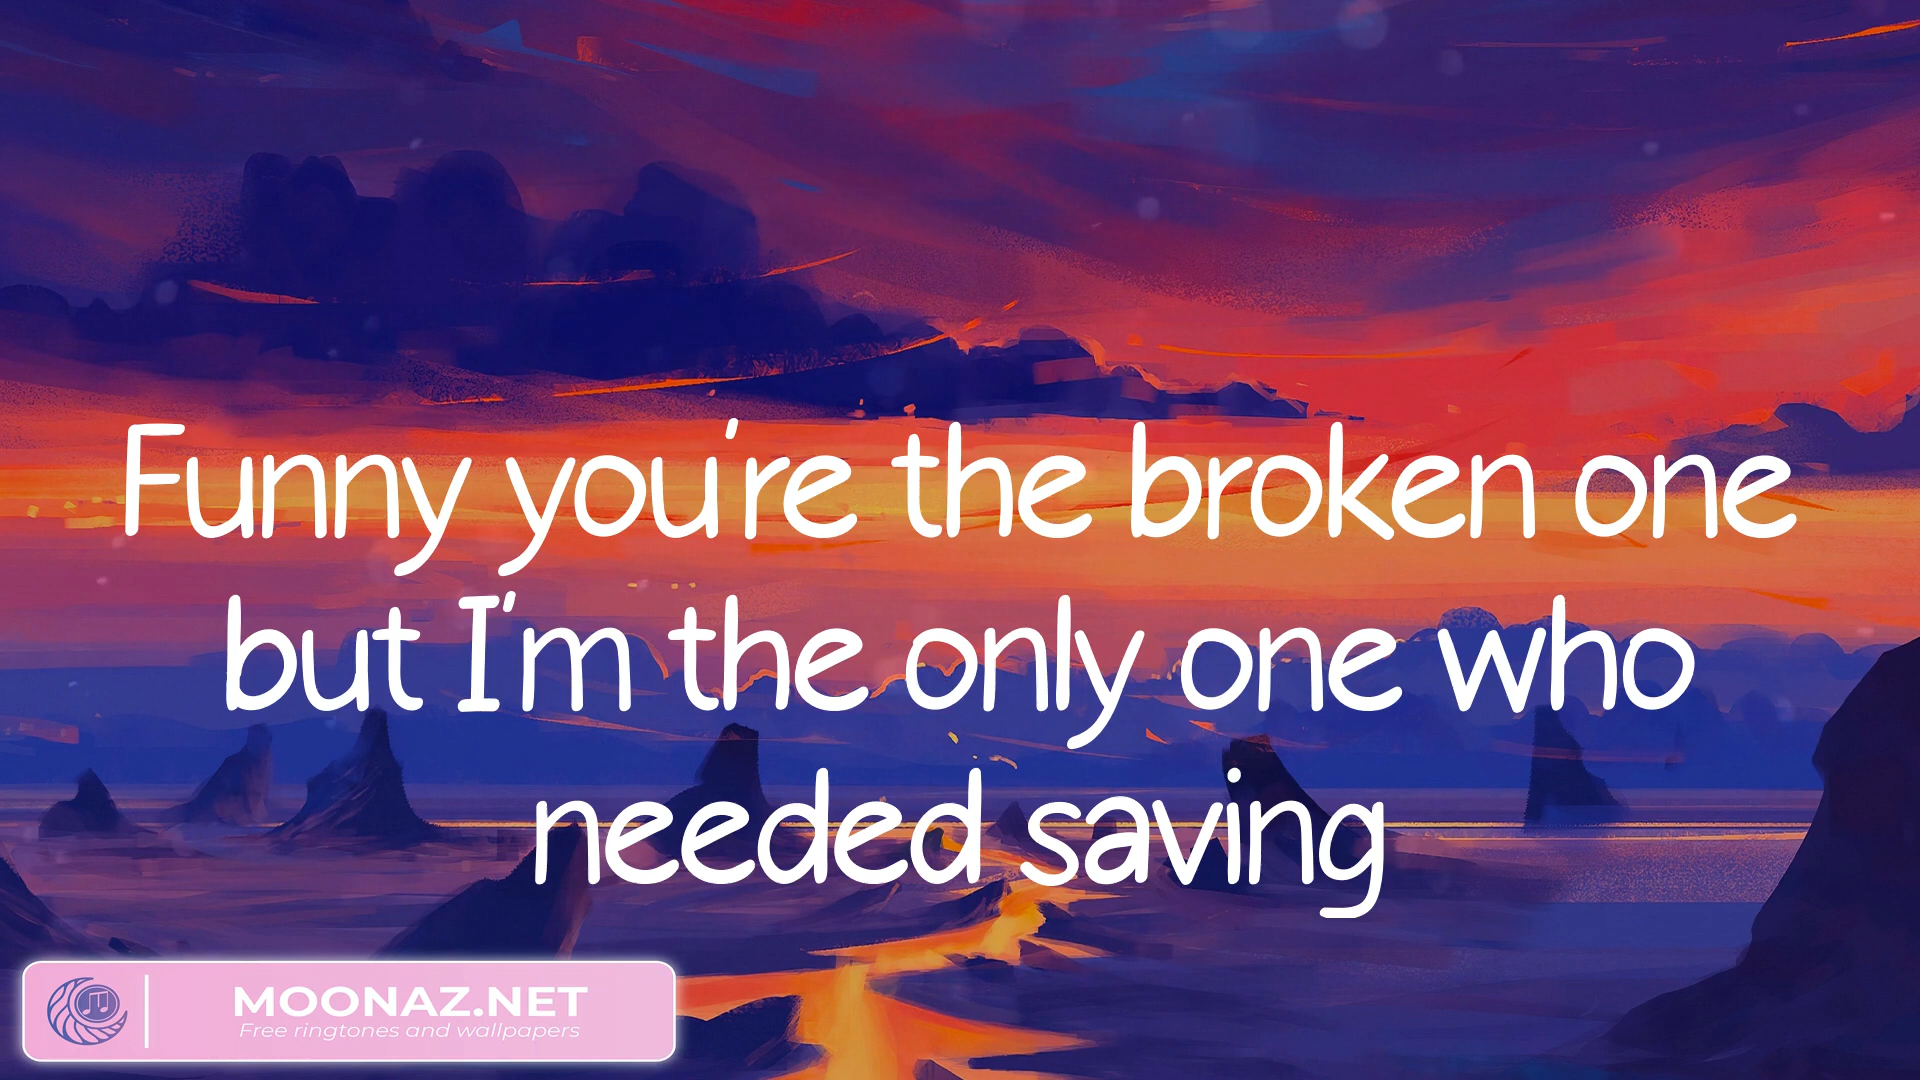 Funny you're the broken one
but I'm the only one who
needed saving
MOONAZ.NET
Free ringtones and wallpapers